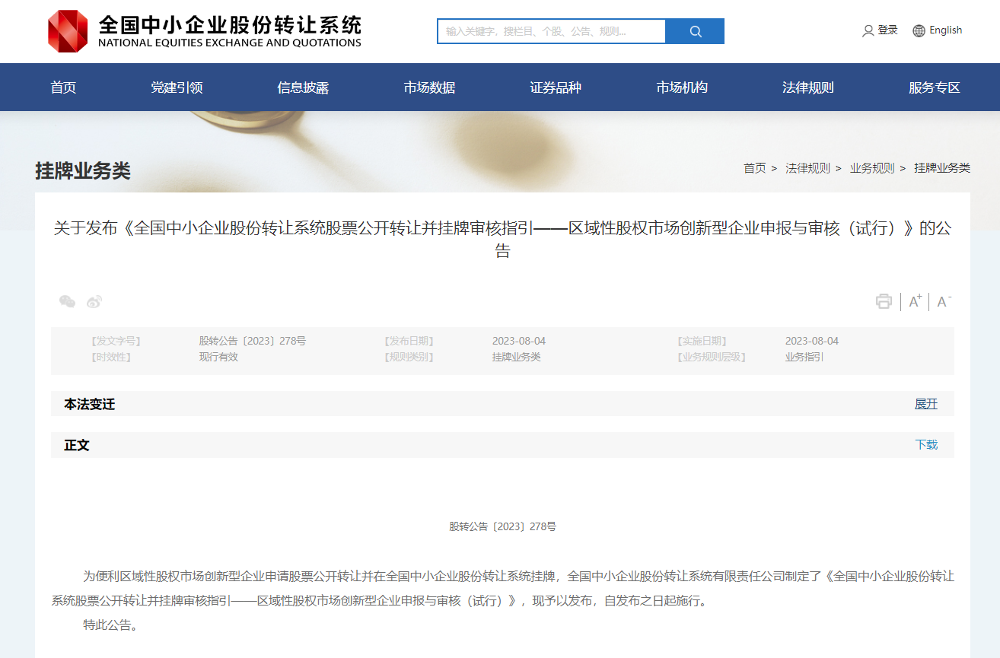 全国中小企业股份转让系统
NATIONAL EQUITIES EXCHANGE AND QUOTATIONS
输入关键字，搜栏目、个股、公告、规则...
登录
English
首页 党建引领 信息披露 市场数据 证券品种 市场机构 法律规则 服务专区
挂牌业务类
首页 > 法律规则 > 业务规则 > 挂牌业务类
关于发布《全国中小企业股份转让系统股票公开转让并挂牌审核指引——区域性股权市场创新型企业申报与审核（试行）》的公
告
A+ A-
【发文字号】 股转公告〔2023〕278号 【发布日期】 2023-08-04 【实施日期】 2023-08-04
【时效性】 现行有效 【规则类别】 挂牌业务类 【业务规则层级】 业务指引
本法变迁 展开
正文 下载
股转公告〔2023〕278号
为便利区域性股权市场创新型企业申请股票公开转让并在全国中小企业股份转让系统挂牌，全国中小企业股份转让系统有限责任公司制定了《全国中小企业股份转让
系统股票公开转让并挂牌审核指引——区域性股权市场创新型企业申报与审核（试行）》，现予以发布，自发布之日起施行。
特此公告。